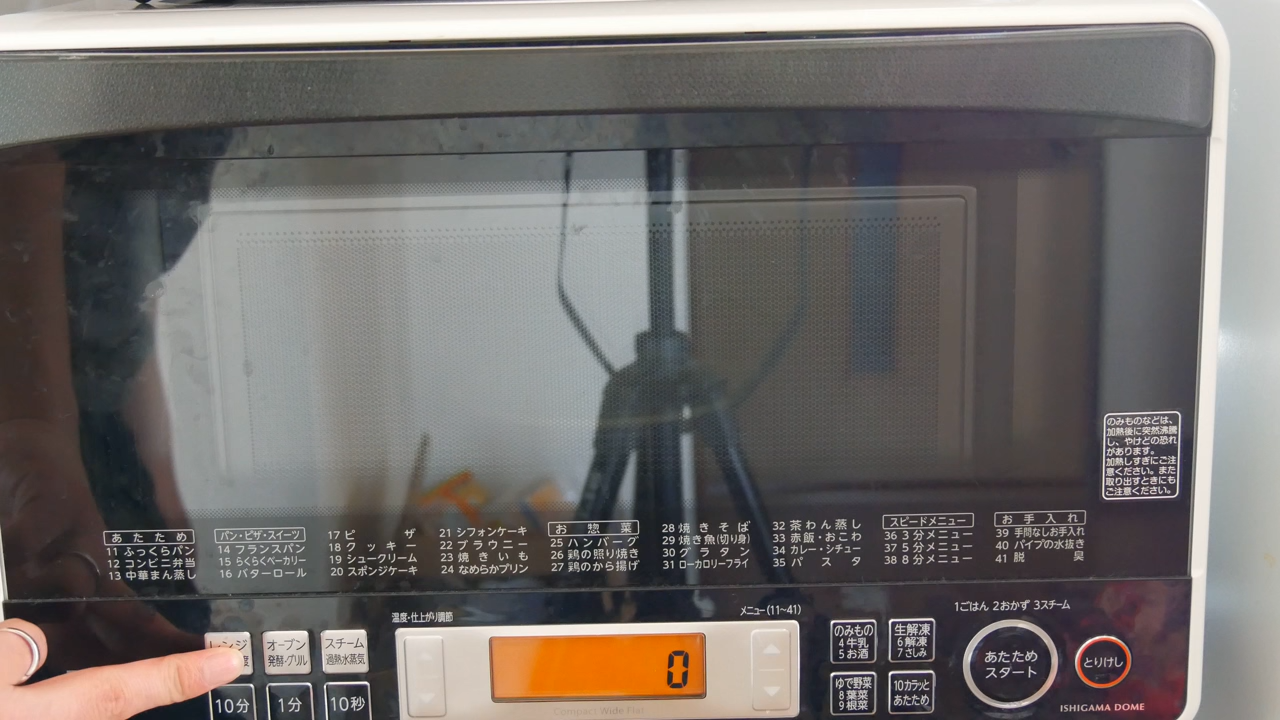 のみものなどは、
加熱後に突然沸騰
し、やけどの恐れ
があります。
加熱しすぎにご注
意ください。また
取り出すときにも
ご注意ください。
あたため
11 ふっくらパン
12 コンビニ弁当
13 中華まん蒸し
パン・ピザ・スイーツ
14 フランスパン
15 らくらくベーカリー
16 バターロール
17 ピザ
18 クッキー
19 シュークリーム
20 スポンジケーキ
21 シフォンケーキ
22 ブラウニー
23 焼きいも
24 なめらかプリン
お惣菜
25 ハンバーグ
26 鶏の照り焼き
27 鶏のから揚げ
28 焼きそば
29 焼き魚(切り身)
30 グラタン
31 ローカロリーフライ
32 茶わん蒸し
33 赤飯・おこわ
34 カレー・シチュー
35 パスタ
スピードメニュー
36 3分メニュー
37 5分メニュー
38 8分メニュー
お手入れ
39 手間なしお手入れ
40 パイプの水抜き
41 脱臭
温度・仕上がり調節
メニュー(11~41)
1ごはん 2おかず 3スチーム
レンジ
オーブン
発酵・グリル
スチーム
過熱水蒸気
10分
1分
10秒
0
Compact Wide Flat
のみもの
4 牛乳
5 お酒
生解凍
6 解凍
7 さしみ
ゆで野菜
8 葉菜
9 根菜
10カラッと
あたため
あたため
スタート
とりけし
ISHIGAMA DOME